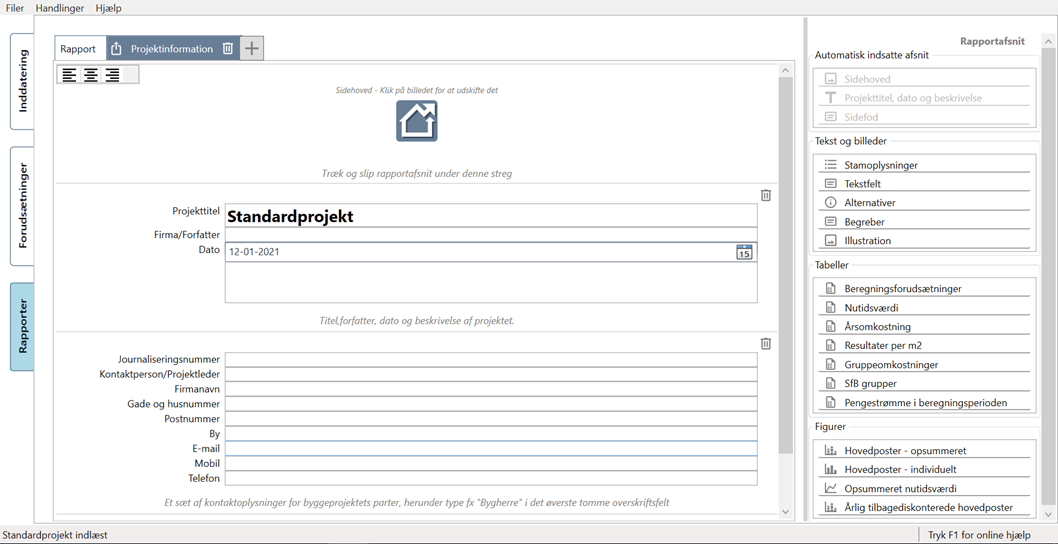 Filer Handlinger Hjælp
Inddatering
Forudsætninger
Rapporter
Rapport Projektinformation
Sidehoved - Klik på billedet for at udskifte det
Træk og slip rapportafsnit under denne streg
Projekttitel Standardprojekt
Firma/Forfatter
Dato 12-01-2021 15
Titel,forfatter, dato og beskrivelse af projektet.
Journaliseringsnummer
Kontaktperson/Projektleder
Firmanavn
Gade og husnummer
Postnummer
By
E-mail
Mobil
Telefon
Et sæt af kontaktoplysninger for byggeprojektets parter, herunder type fx "Bygherre" i det øverste tomme overskriftsfelt
Rapportafsnit
Automatisk indsatte afsnit
Sidehoved
Projekttitel, dato og beskrivelse
Sidefod
Tekst og billeder
Stamoplysninger
Tekstfelt
Alternativer
Begreber
Illustration
Tabeller
Beregningsforudsætninger
Nutidsværdi
Årsomkostning
Resultater per m2
Gruppeomkostninger
SfB grupper
Pengestrømme i beregningsperioden
Figurer
Hovedposter - opsummeret
Hovedposter - individuelt
Opsummeret nutidsværdi
Årlig tilbagediskonterede hovedposter
Standardprojekt indlæst
Tryk F1 for online hjælp